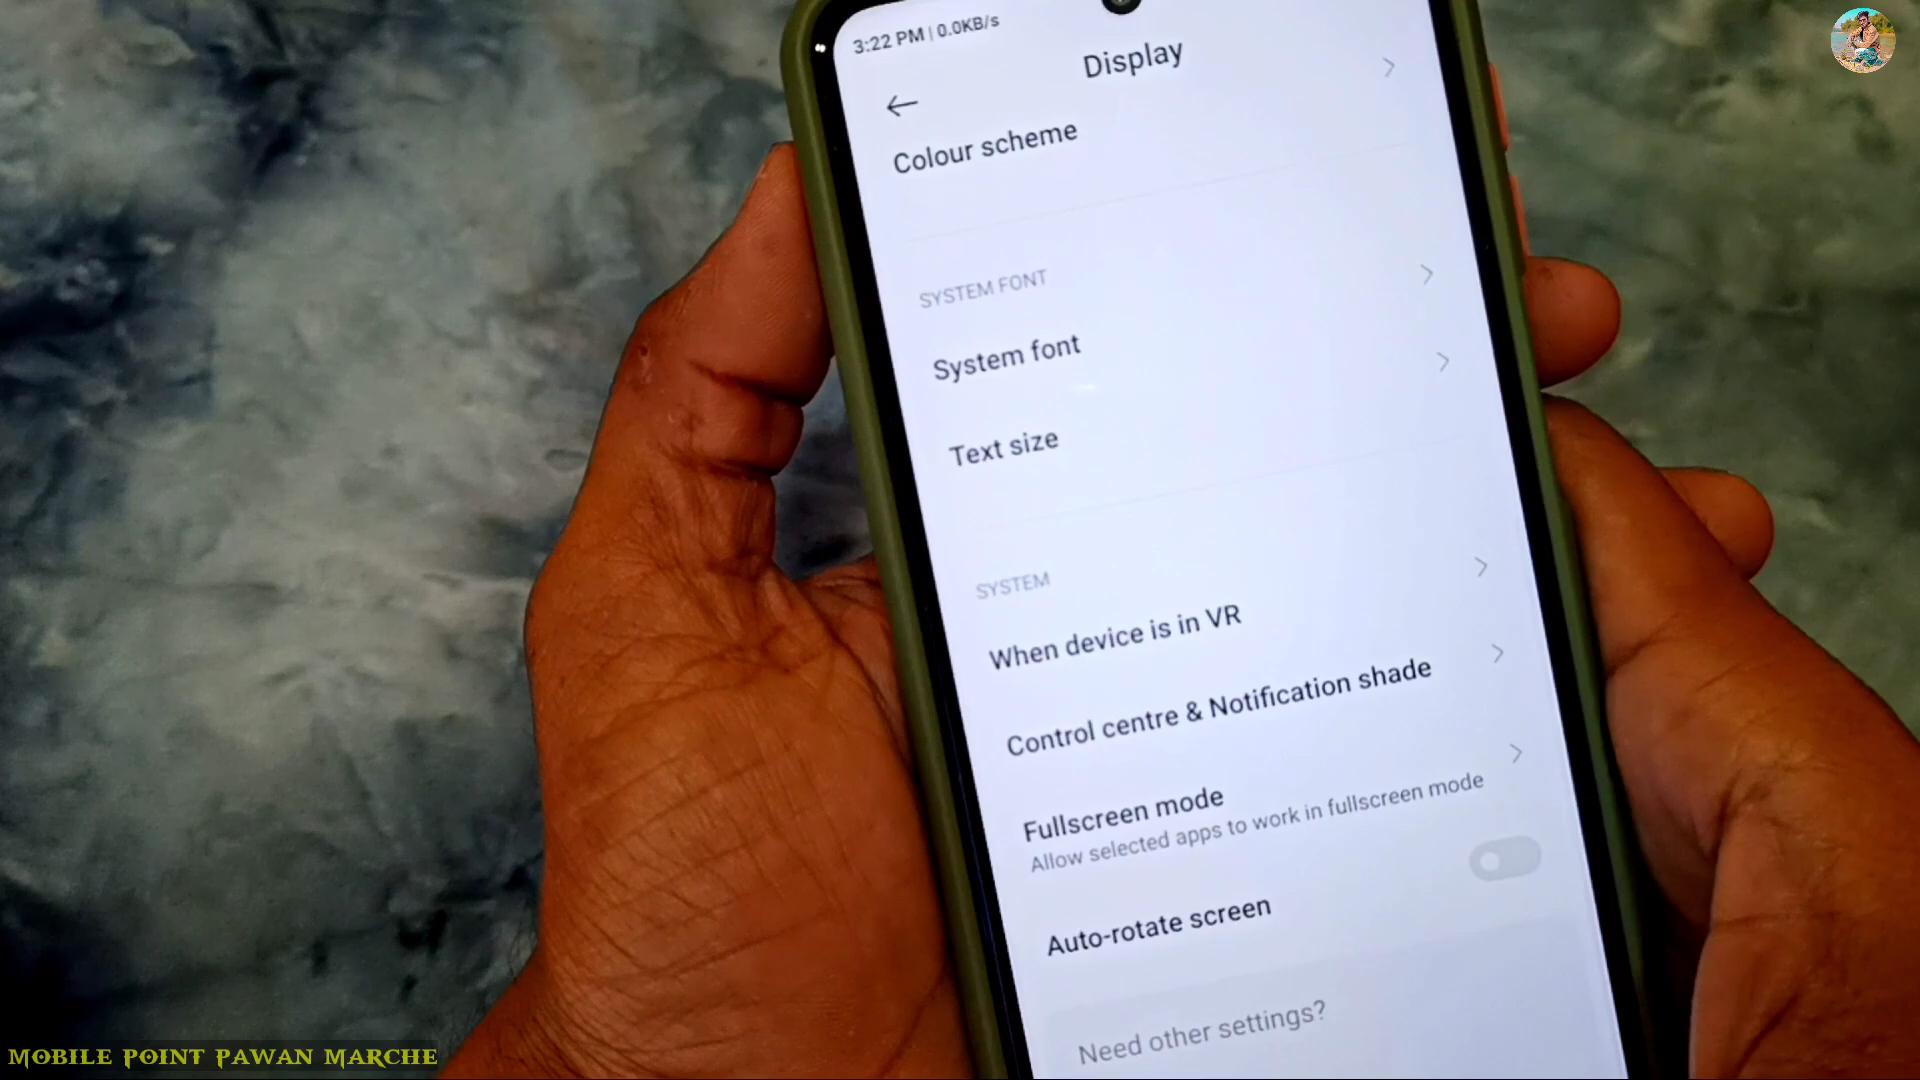 3:22 PM | 0.0KB/s
Display
Colour scheme
SYSTEM FONT
System font
Text size
SYSTEM
When device is in VR
Control centre & Notification shade
Fullscreen mode
Allow selected apps to work in fullscreen mode
Auto-rotate screen
Need other settings?
MOBILE POINT PAWAN MARCHE